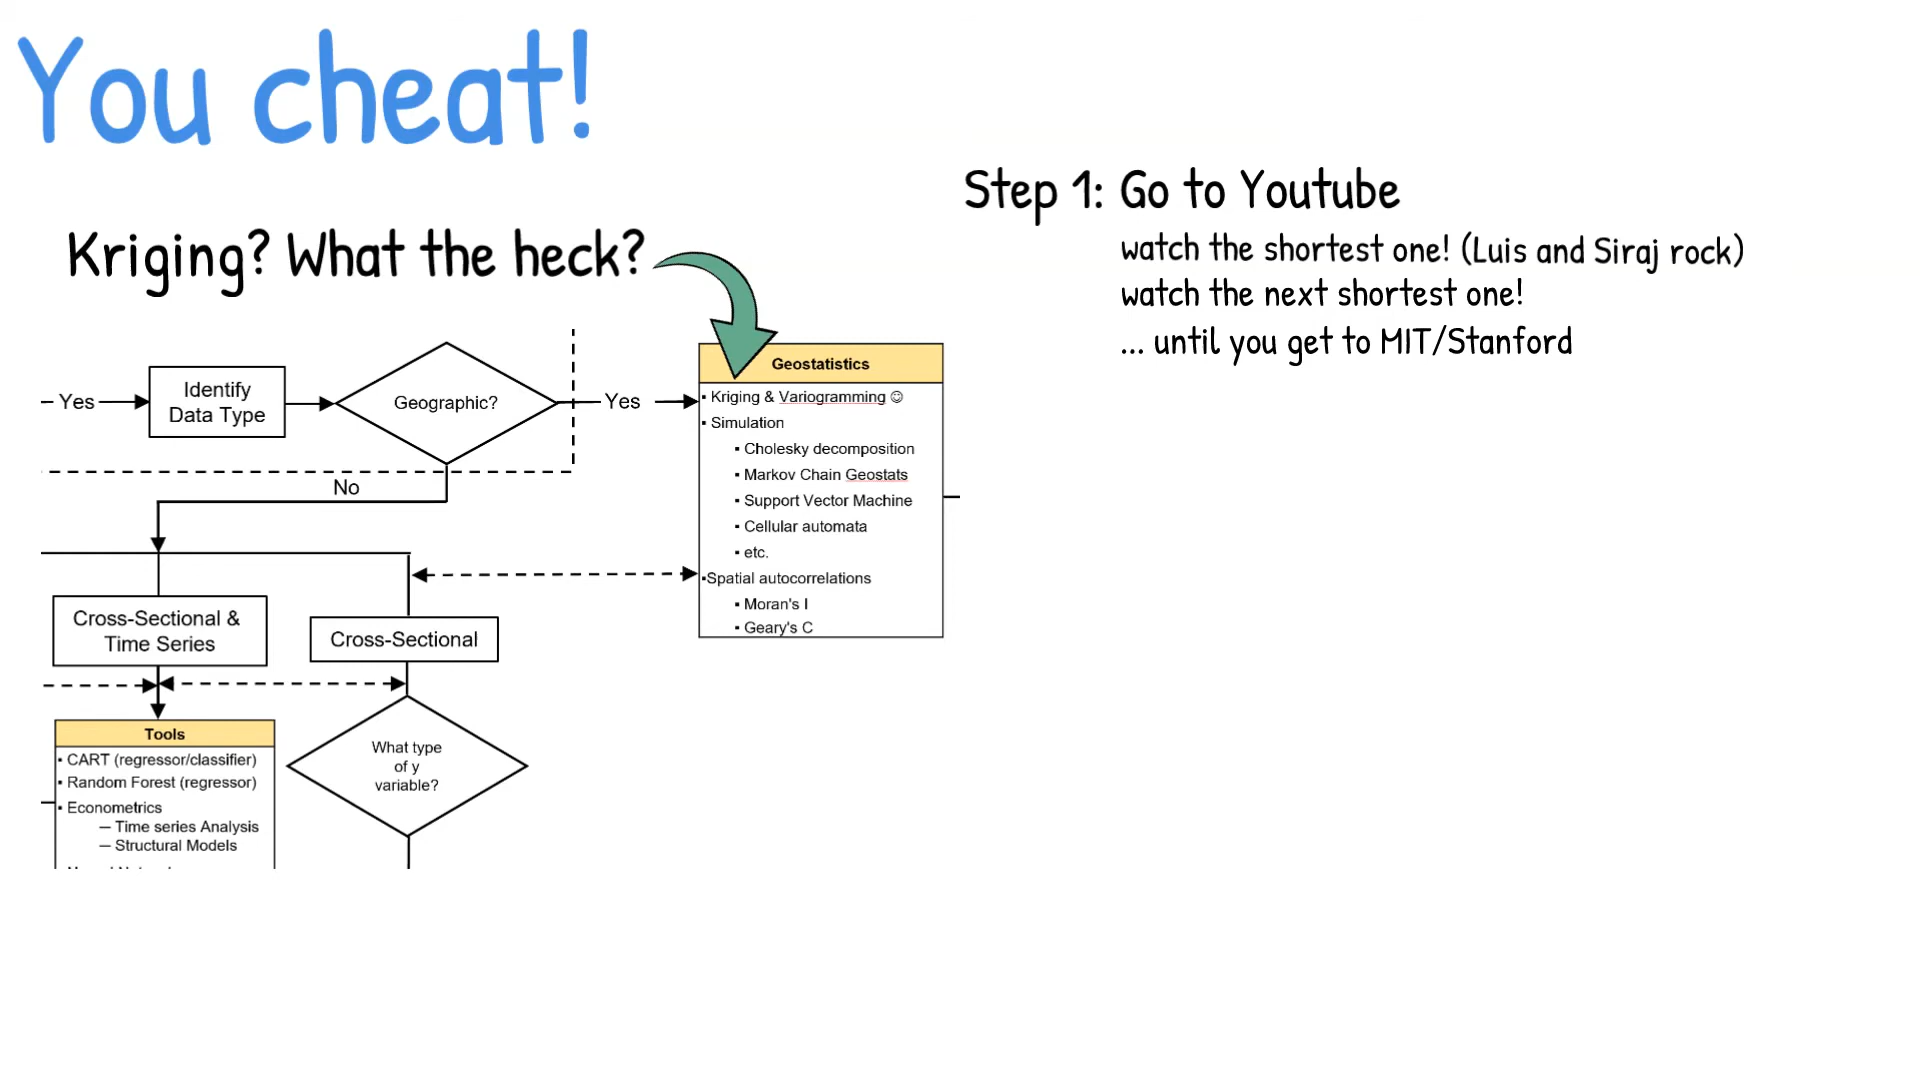 You cheat!
Kriging? What the heck?
Step 1: Go to Youtube
watch the shortest one! (Luis and Siraj rock)
watch the next shortest one!
... until you get to MIT/Stanford
Yes
Identify
Data Type
Geographic?
Yes
No
Geostatistics
▪ Kriging & Variogramming ☺
▪ Simulation
▪ Cholesky decomposition
▪ Markov Chain Geostats
▪ Support Vector Machine
▪ Cellular automata
▪ etc.
▪Spatial autocorrelations
▪ Moran's I
▪ Geary's C
Cross-Sectional &
Time Series
Cross-Sectional
What type
of y
variable?
Tools
▪ CART (regressor/classifier)
▪ Random Forest (regressor)
▪ Econometrics
— Time series Analysis
— Structural Models